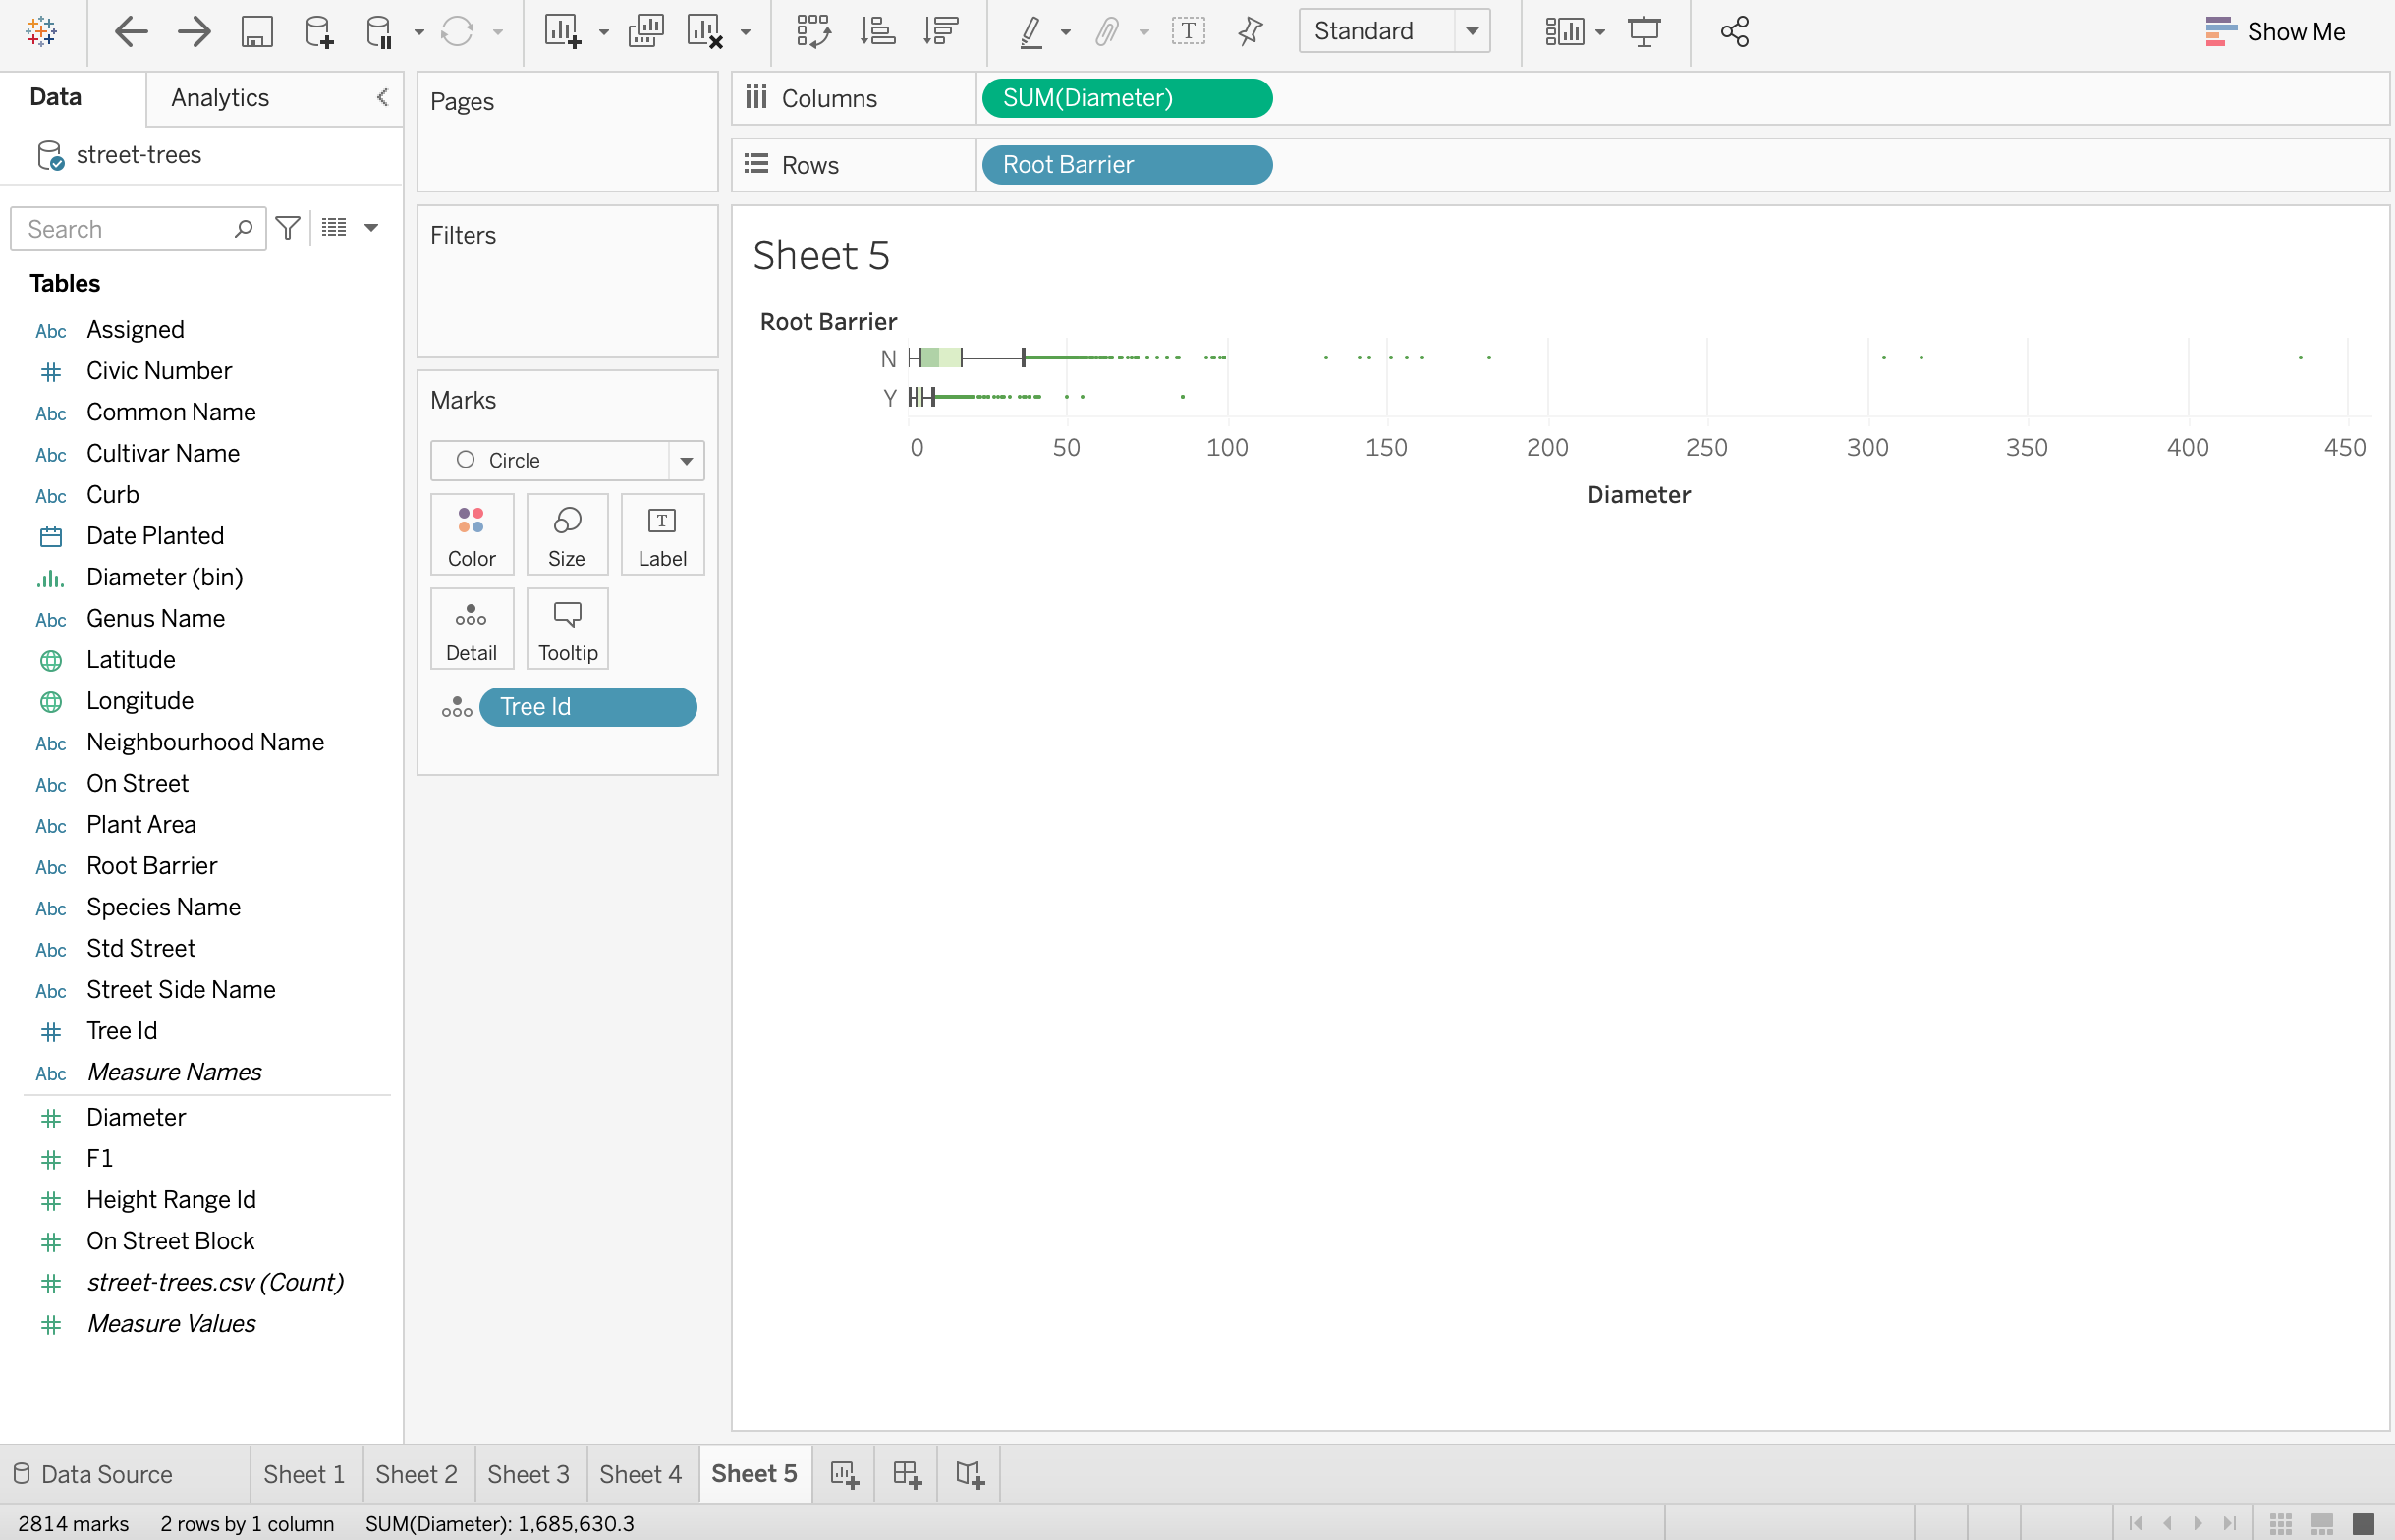 Standard
Show Me
Data
Analytics
street-trees
Search
Tables
Abc Assigned
Civic Number
Abc Common Name
Abc Cultivar Name
Abc Curb
Date Planted
Diameter (bin)
Abc Genus Name
Latitude
Longitude
Abc Neighbourhood Name
Abc On Street
Abc Plant Area
Abc Root Barrier
Abc Species Name
Abc Std Street
Abc Street Side Name
Tree Id
Abc Measure Names
Diameter
F1
Height Range Id
On Street Block
street-trees.csv (Count)
Measure Values
Pages
Filters
Marks
Circle
Color Size Label
Detail Tooltip
Tree Id
Columns SUM(Diameter)
Rows Root Barrier
Sheet 5
Root Barrier
N
Y
0 50 100 150 200 250 300 350 400 450
Diameter
Data Source Sheet 1 Sheet 2 Sheet 3 Sheet 4 Sheet 5
2814 marks 2 rows by 1 column SUM(Diameter): 1,685,630.3